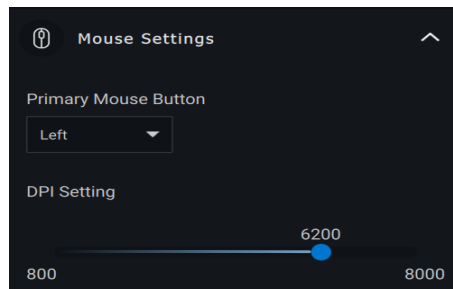 Mouse Settings
Primary Mouse Button
Left
DPI Setting
6200
800 8000